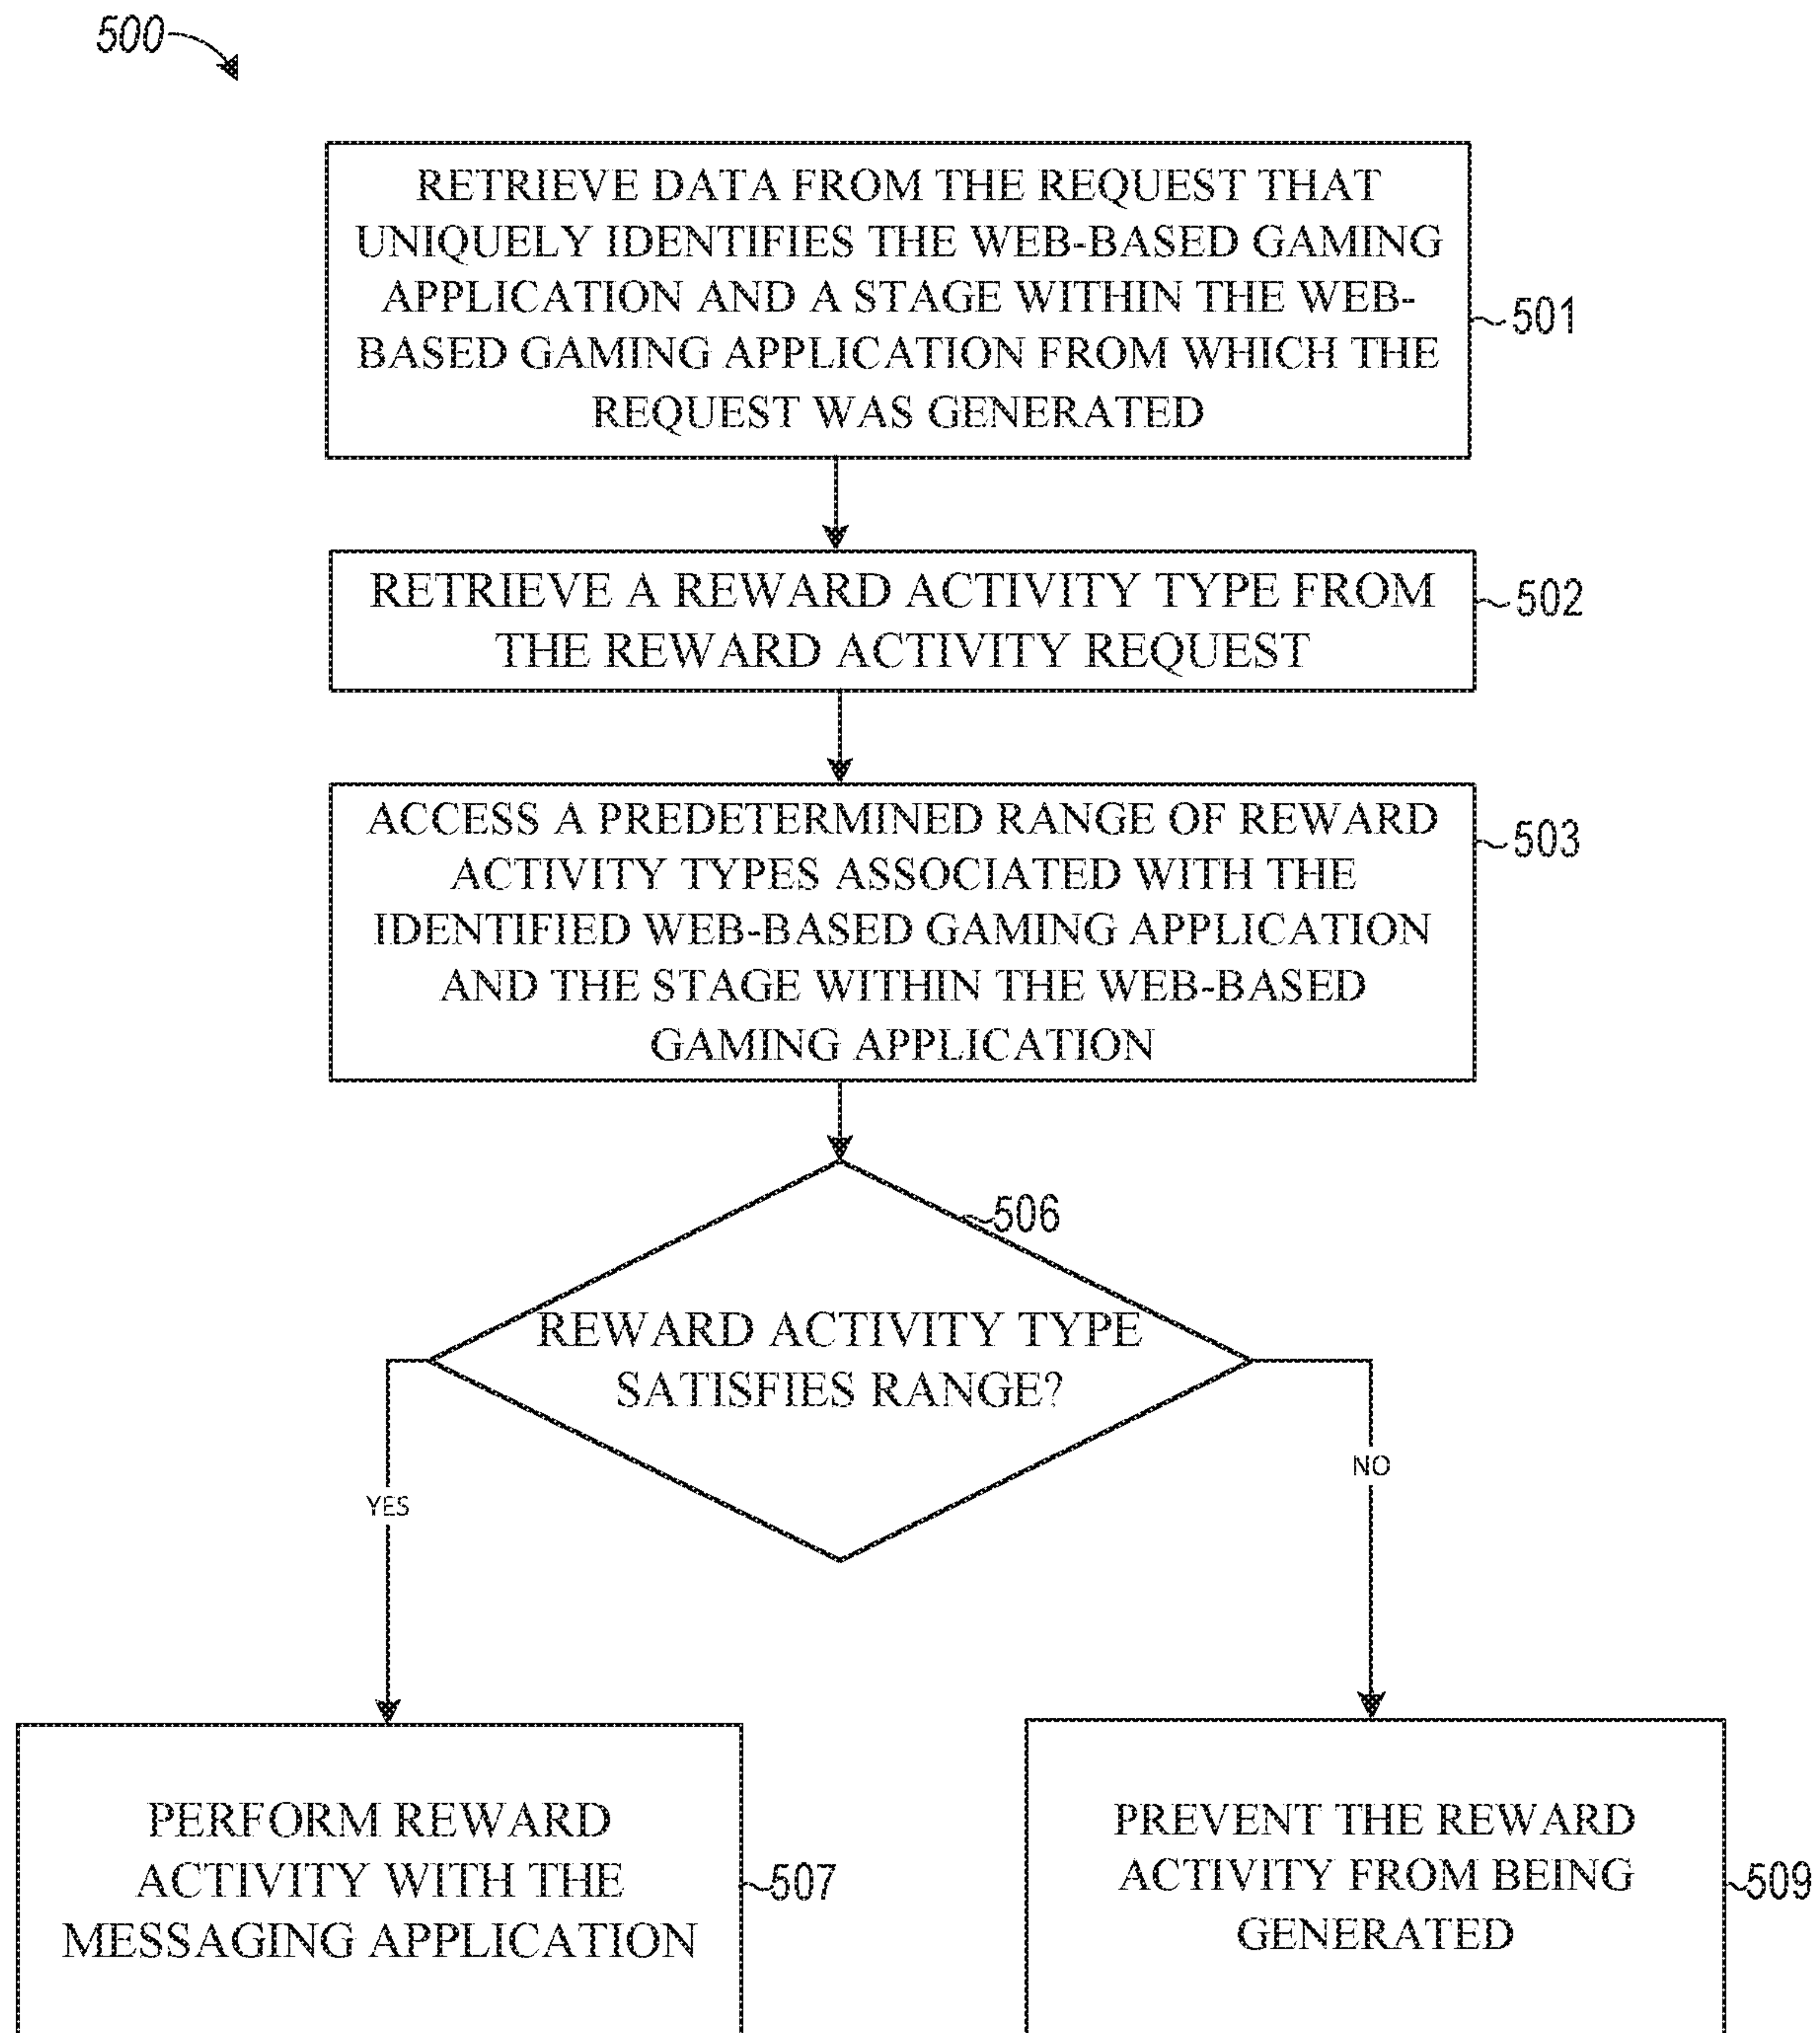 500
RETRIEVE DATA FROM THE REQUEST THAT
UNIQUELY IDENTIFIES THE WEB-BASED GAMING
APPLICATION AND A STAGE WITHIN THE WEB-
BASED GAMING APPLICATION FROM WHICH THE
REQUEST WAS GENERATED
501
RETRIEVE A REWARD ACTIVITY TYPE FROM
THE REWARD ACTIVITY REQUEST
502
ACCESS A PREDETERMINED RANGE OF REWARD
ACTIVITY TYPES ASSOCIATED WITH THE
IDENTIFIED WEB-BASED GAMING APPLICATION
AND THE STAGE WITHIN THE WEB-BASED
GAMING APPLICATION
503
506
REWARD ACTIVITY TYPE
SATISFIES RANGE?
YES
NO
PERFORM REWARD
ACTIVITY WITH THE
MESSAGING APPLICATION
507
PREVENT THE REWARD
ACTIVITY FROM BEING
GENERATED
509